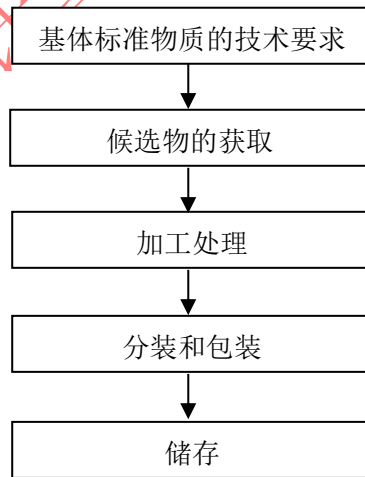 基体标准物质的技术要求
候选物的获取
加工处理
分装和包装
储存